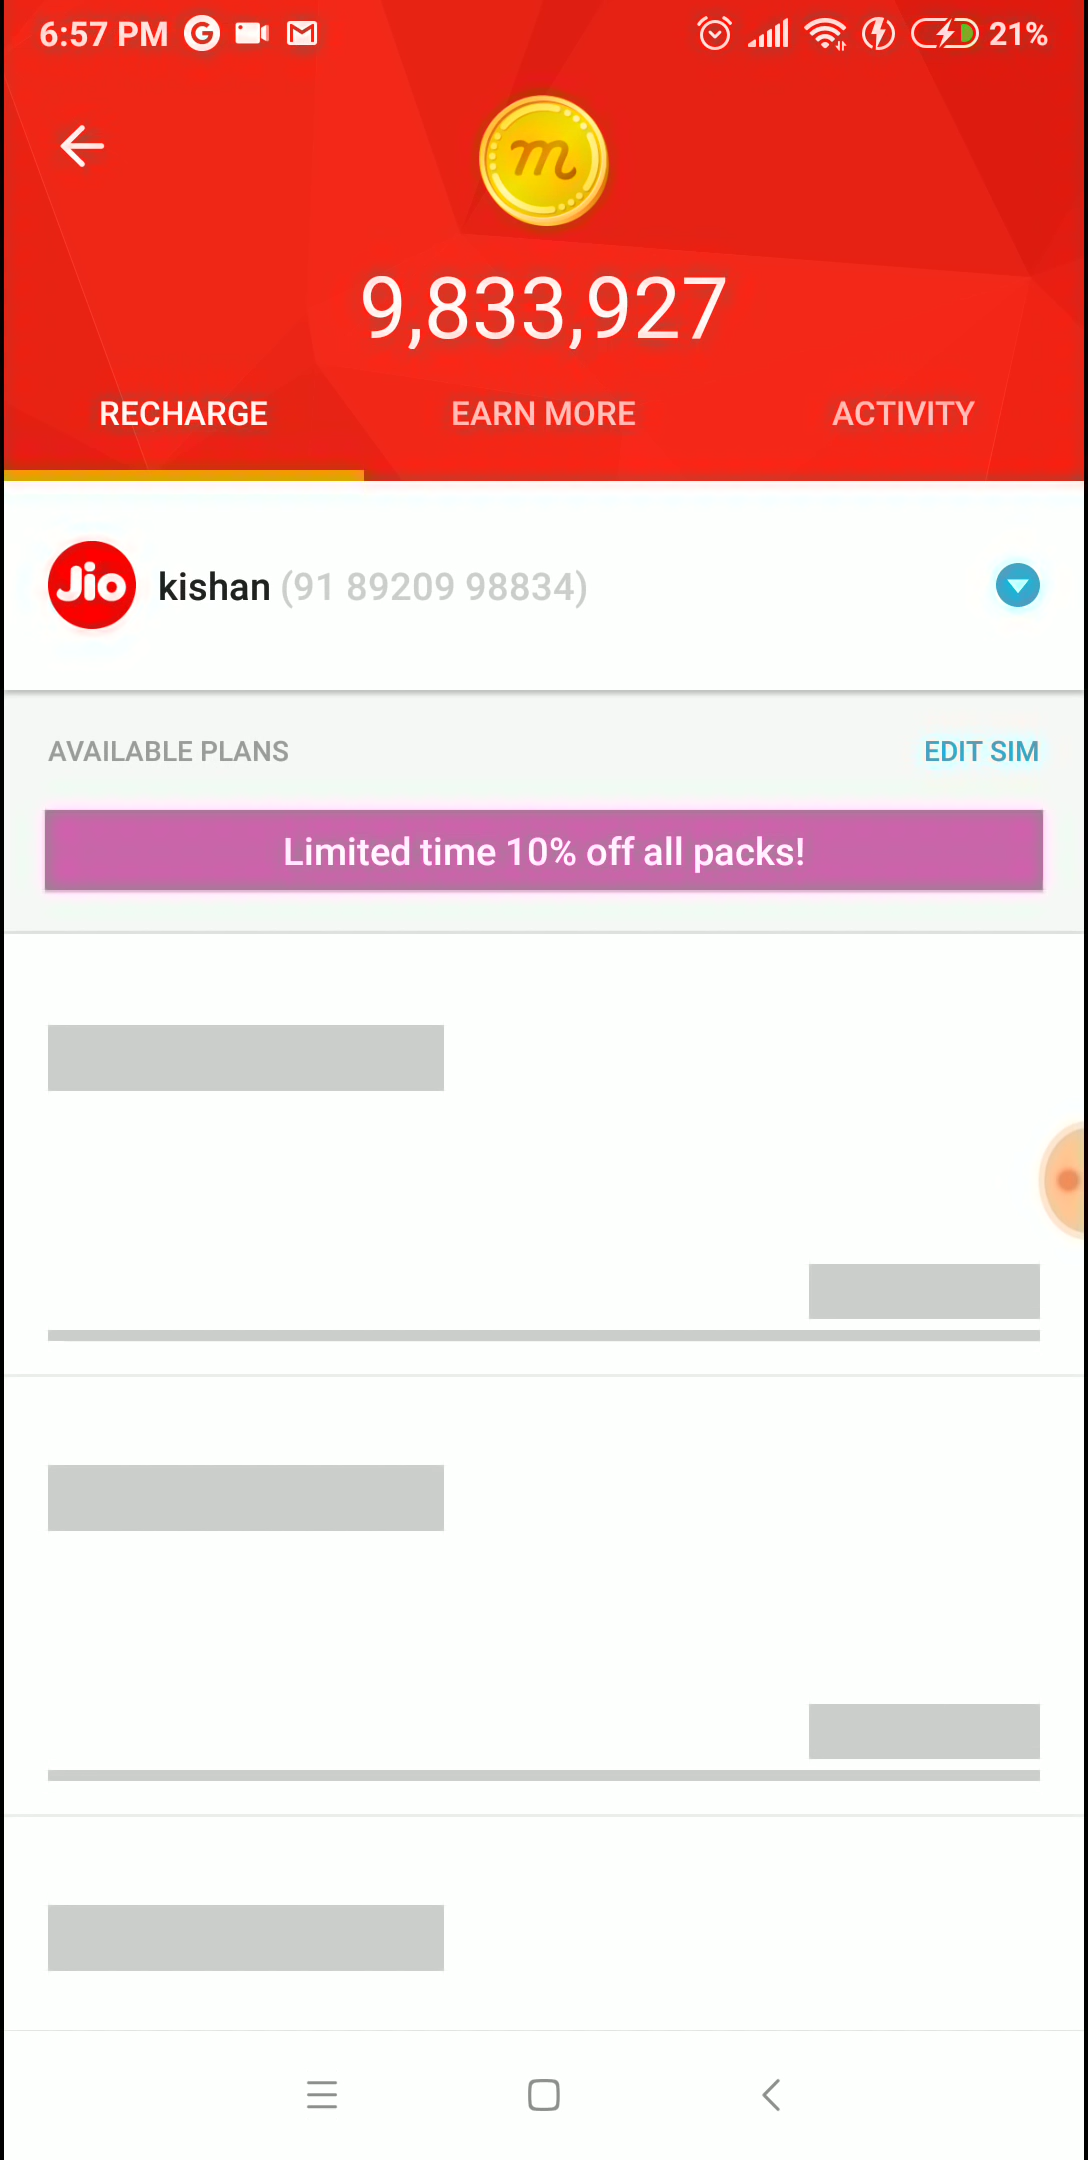 6:57 PM G M 21%
m
9,833,927
RECHARGE EARN MORE ACTIVITY
Jio kishan (91 89209 98834)
AVAILABLE PLANS EDIT SIM
Limited time 10% off all packs!